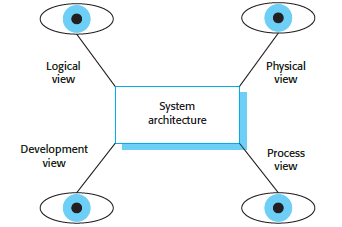 Logical
view
Physical
view
System
architecture
Development
view
Process
view